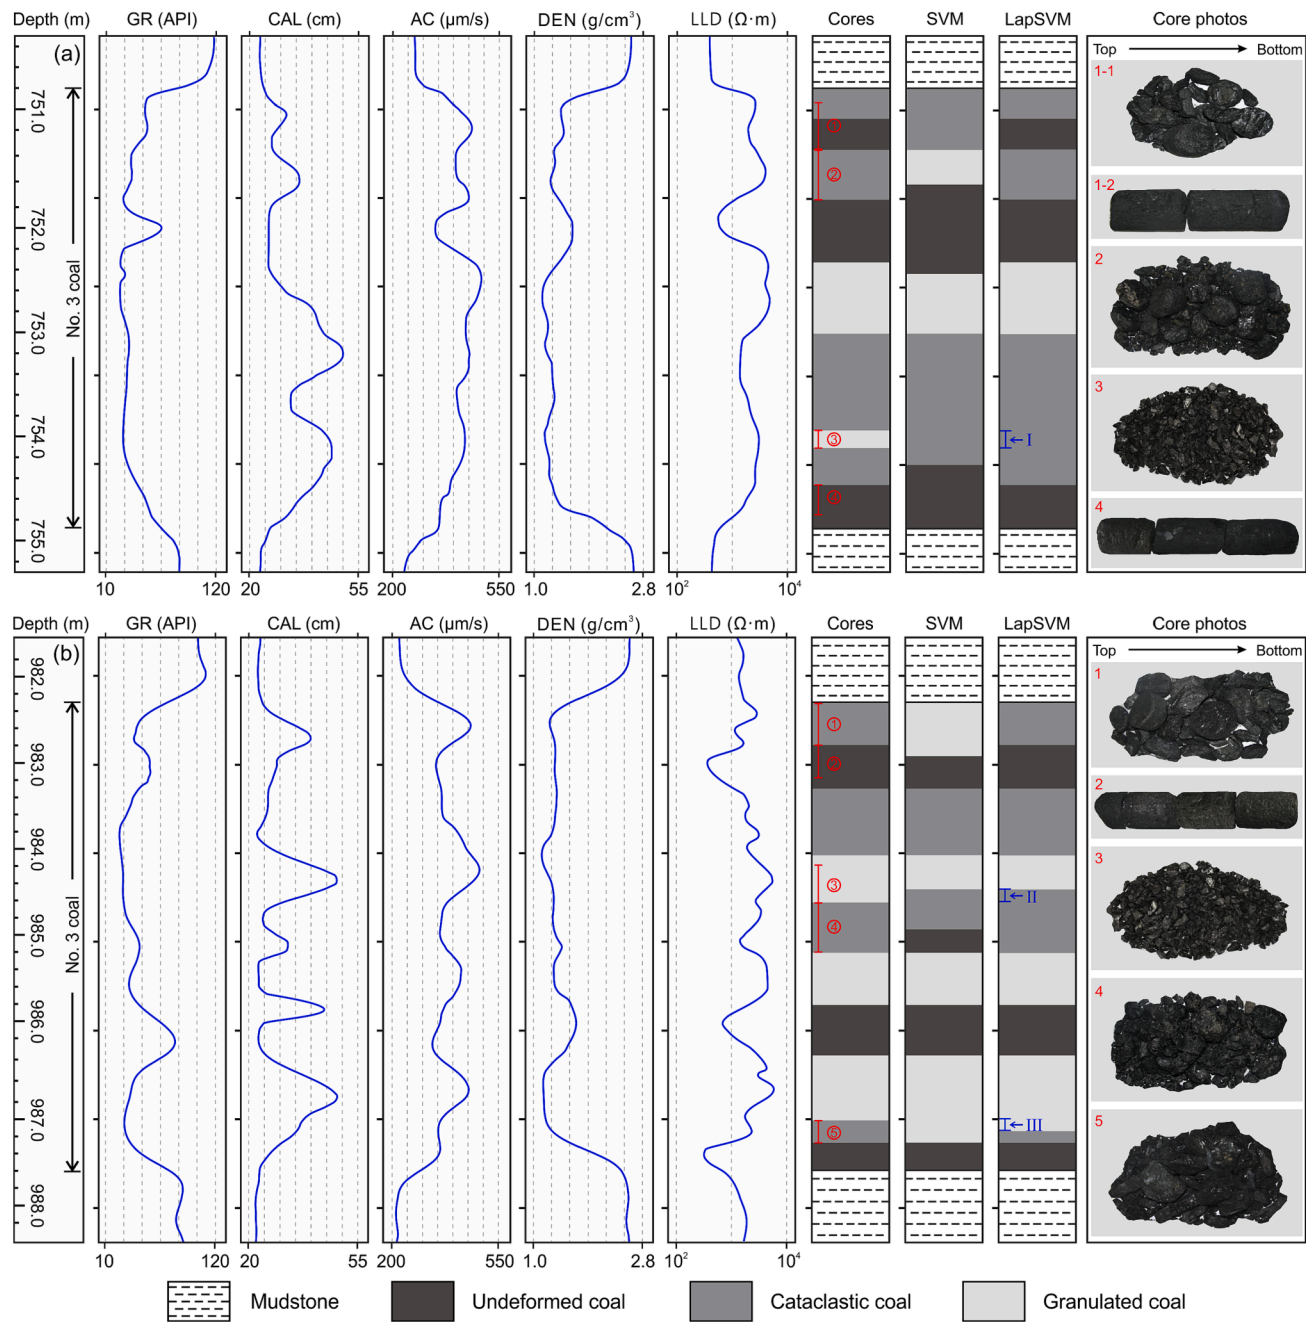 Depth (m) GR (API) CAL (cm) AC (μm/s) DEN (g/cm³) LLD (Ω·m) Cores SVM LapSVM Core photos
(a)
Top Bottom
1-1
751.0
①
②
1-2
752.0
2
No. 3 coal
753.0
3
754.0
③
I
4
755.0
10 120 20 55 200 550 1.0 2.8 10² 10⁴
Depth (m) GR (API) CAL (cm) AC (μm/s) DEN (g/cm³) LLD (Ω·m) Cores SVM LapSVM Core photos
(b)
Top Bottom
1
982.0
①
983.0
②
2
984.0
3
③
II
④
985.0
No. 3 coal
4
986.0
987.0
⑤
III
5
988.0
10 120 20 55 200 550 1.0 2.8 10² 10⁴
Mudstone Undeformed coal Cataclastic coal Granulated coal